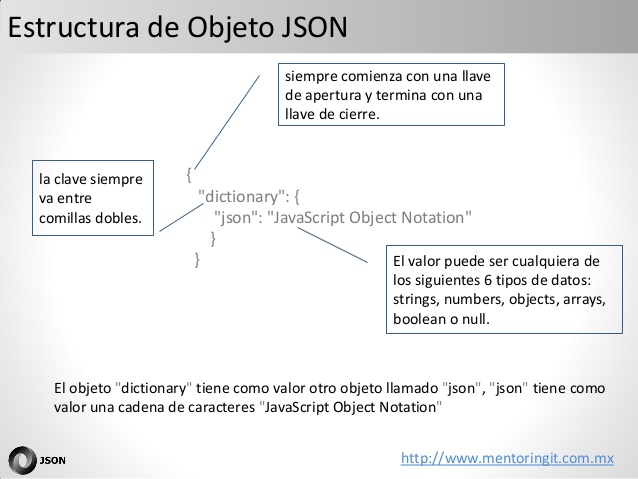 Estructura de Objeto JSON
siempre comienza con una llave
de apertura y termina con una
llave de cierre.
la clave siempre
va entre
comillas dobles.
{
"dictionary": {
"json": "JavaScript Object Notation"
}
}
El valor puede ser cualquiera de
los siguientes 6 tipos de datos:
strings, numbers, objects, arrays,
boolean o null.
El objeto "dictionary" tiene como valor otro objeto llamado "json", "json" tiene como
valor una cadena de caracteres "JavaScript Object Notation"
JSON
http://www.mentoringit.com.mx